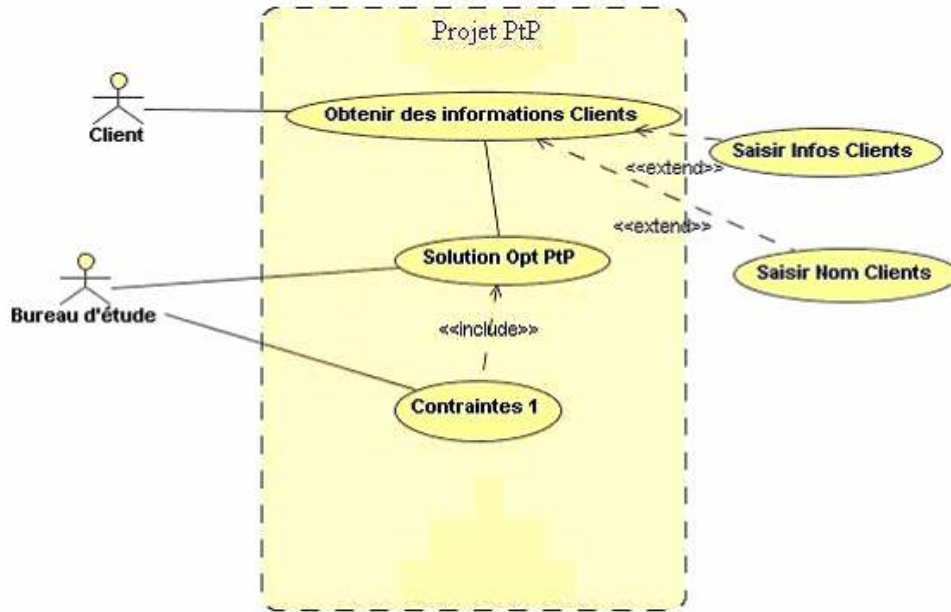 Projet PtP
Obtenir des informations Clients
Client
Saisir Infos Clients
<<extend>>
<<extend>>
Solution Opt PtP
Saisir Nom Clients
Bureau d'étude
<<include>>
Contraintes 1